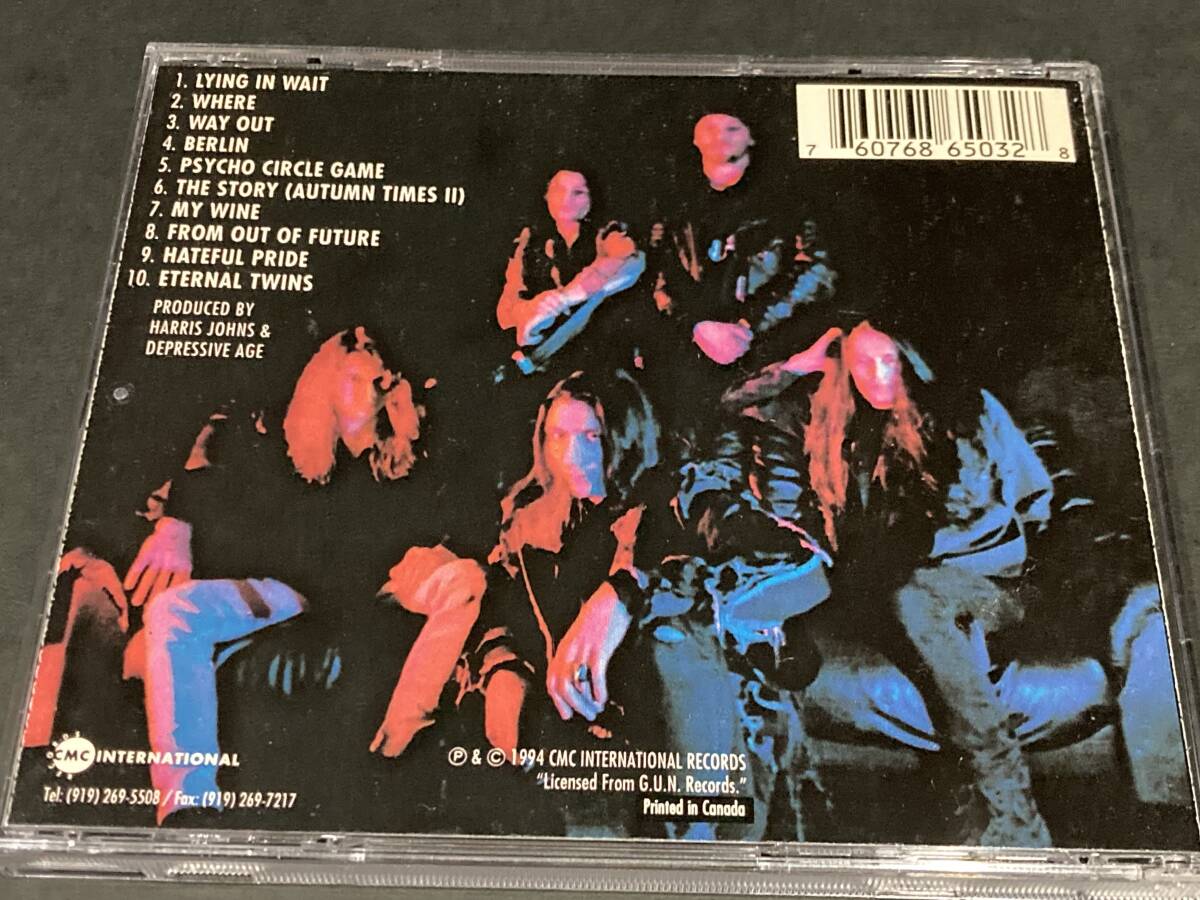 1. LYING IN WAIT
2. WHERE
3. WAY OUT
4. BERLIN
5. PSYCHO CIRCLE GAME
6. THE STORY (AUTUMN TIMES II)
7. MY WINE
8. FROM OUT OF FUTURE
9. HATEFUL PRIDE
10. ETERNAL TWINS
PRODUCED BY
HARRIS JOHNS &
DEPRESSIVE AGE
7 60768 65032 8
CMC INTERNATIONAL
Tel: (919) 269-5508 / Fax: (919) 269-7217
℗ & © 1994 CMC INTERNATIONAL RECORDS
"Licensed From G.U.N. Records."
Printed in Canada